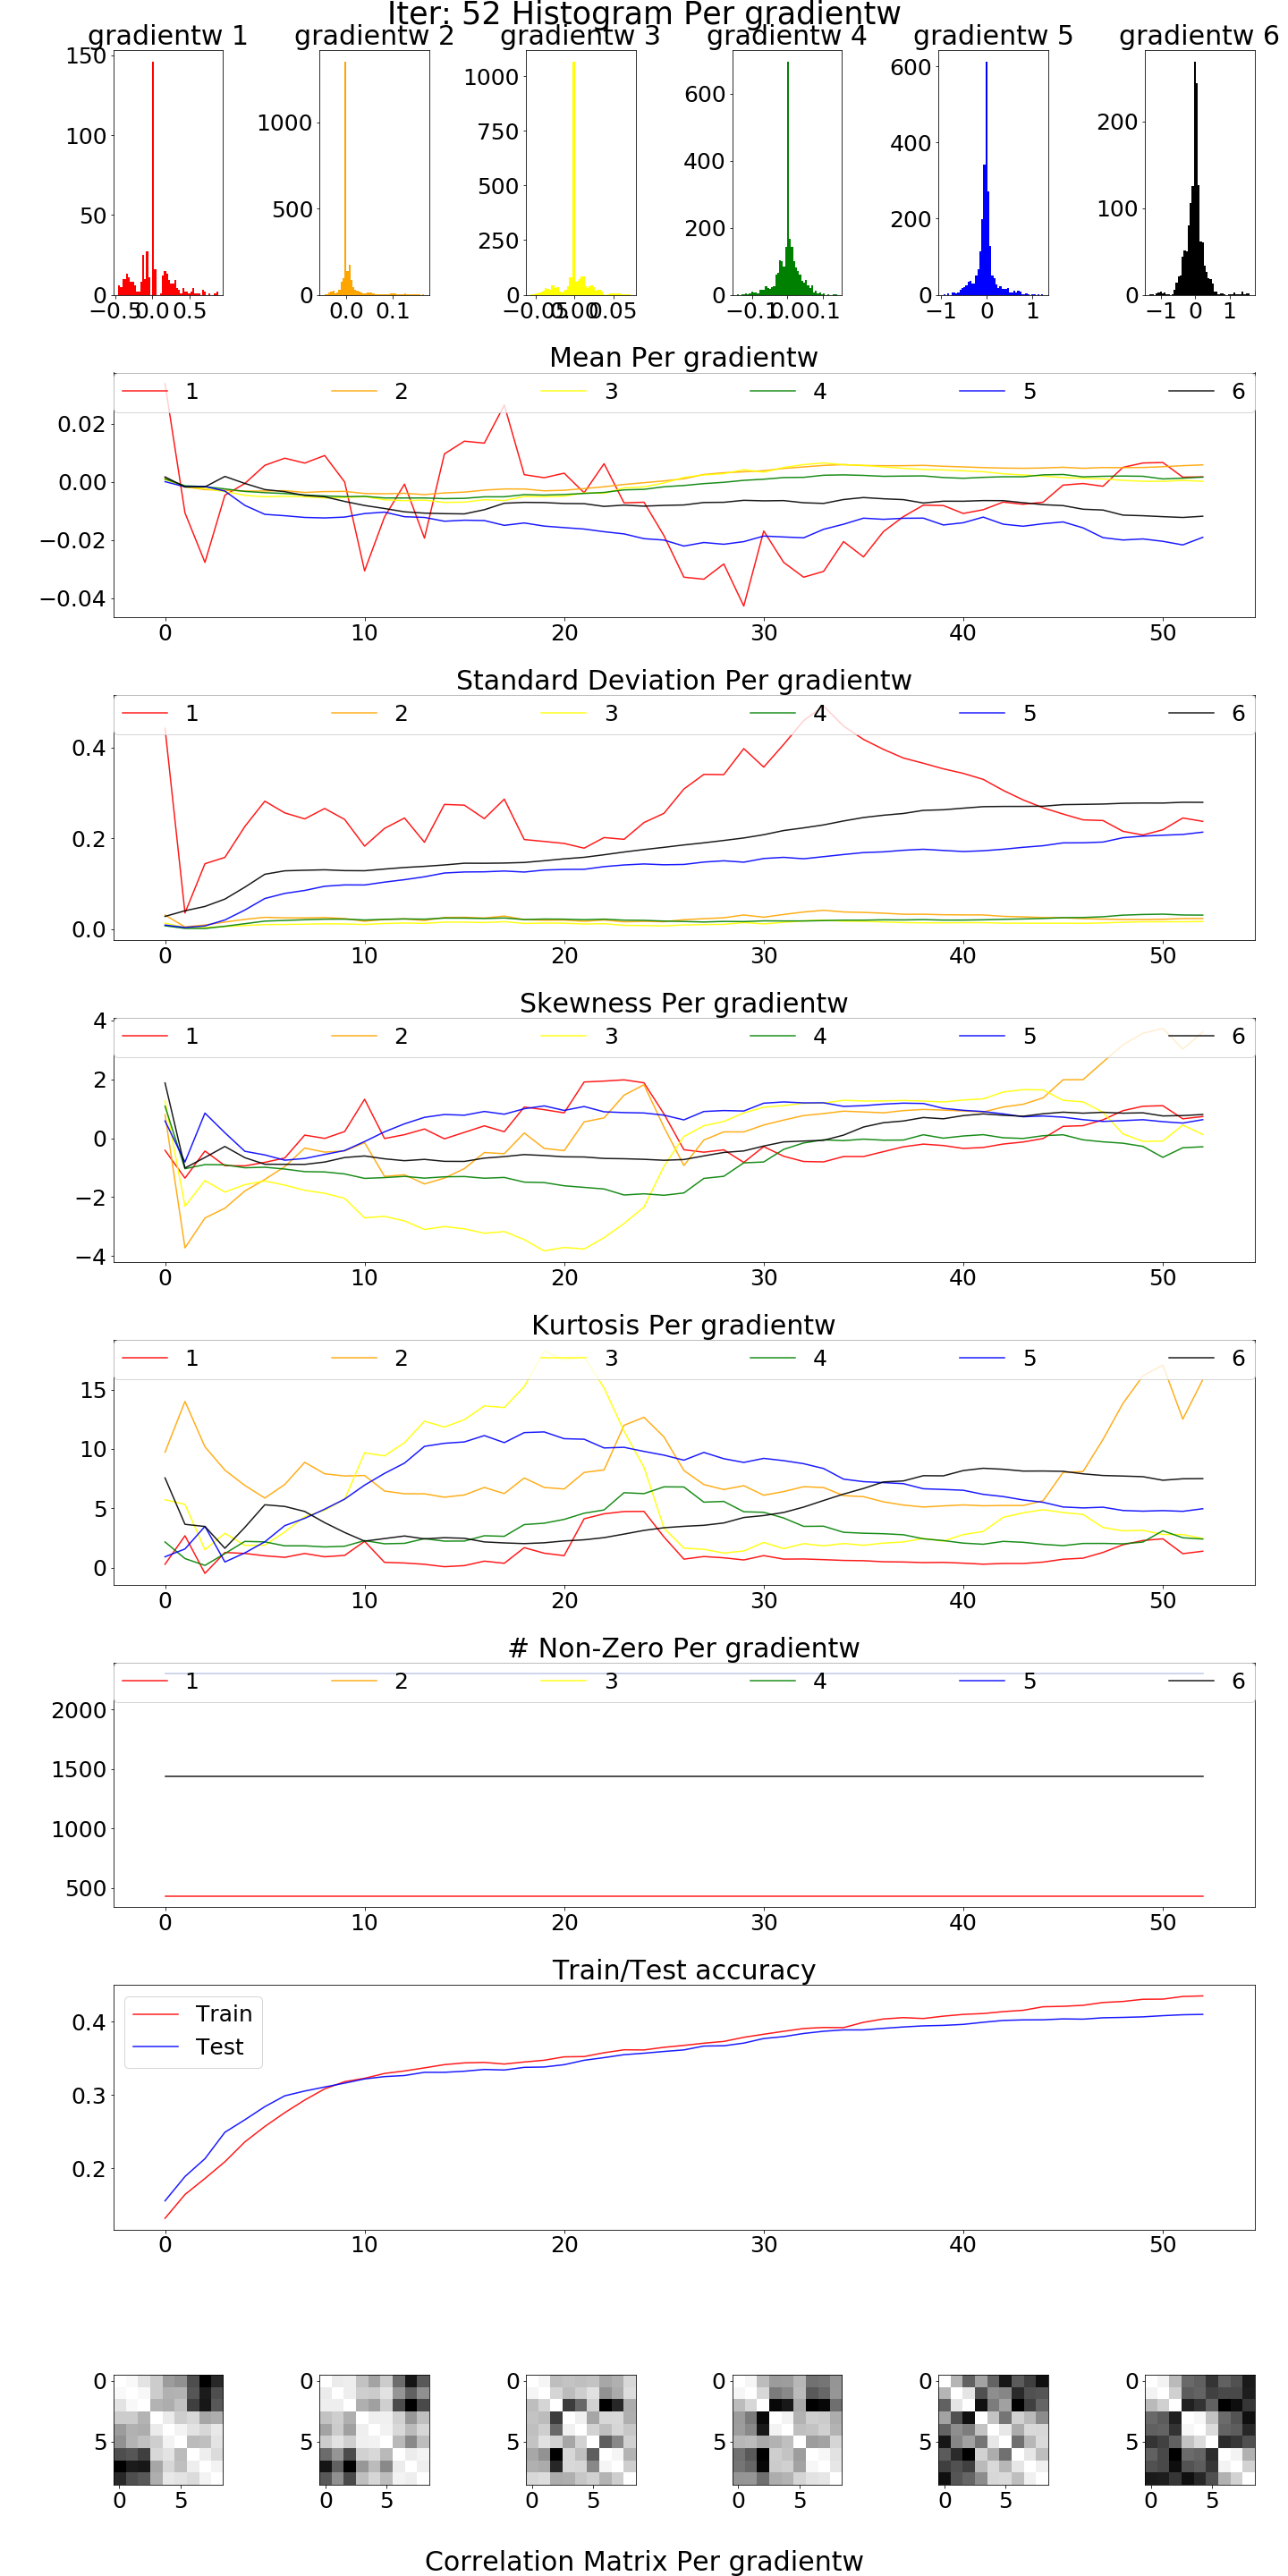 Iter: 52 Histogram Per gradientw
gradientw 1 gradientw 2 gradientw 3 gradientw 4 gradientw 5 gradientw 6
150 100 50 0
−0.5 0.0 0.5
1000 500 0
0.0 0.1
1000 750 500 250 0
−0.05 0.00 0.05
600 400 200 0
−0.1 0.0 0.1
600 400 200 0
−1 0 1
200 100 0
−1 0 1
Mean Per gradientw
1 2 3 4 5 6
0.02
0.00
−0.02
−0.04
0 10 20 30 40 50
Standard Deviation Per gradientw
1 2 3 4 5 6
0.4
0.2
0.0
0 10 20 30 40 50
Skewness Per gradientw
4
1 2 3 4 5 6
2
0
−2
−4
0 10 20 30 40 50
Kurtosis Per gradientw
1 2 3 4 5 6
15
10
5
0
0 10 20 30 40 50
# Non-Zero Per gradientw
1 2 3 4 5 6
2000
1500
1000
500
0 10 20 30 40 50
Train/Test accuracy
Train
Test
0.4
0.3
0.2
0 10 20 30 40 50
0 0 0 0 0 0
5 5 5 5 5 5
0 5 0 5 0 5 0 5 0 5 0 5
Correlation Matrix Per gradientw